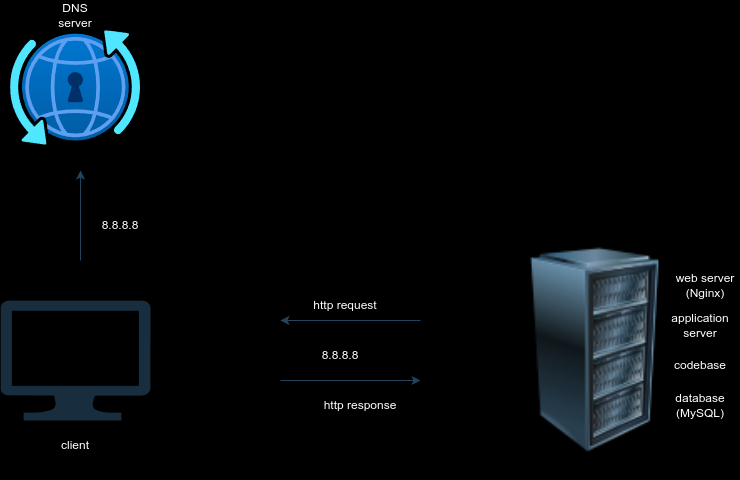 DNS
server
8.8.8.8
http request
8.8.8.8
http response
client
web server
(Nginx)
application
server
codebase
database
(MySQL)